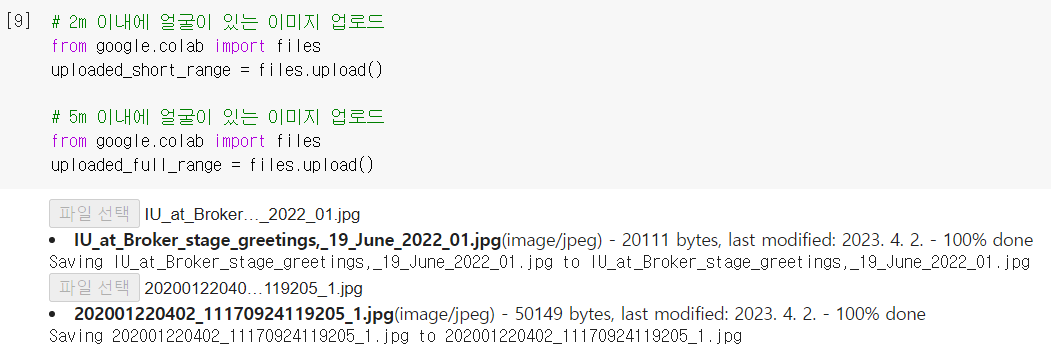 [9] # 2m 이내에 얼굴이 있는 이미지 업로드
from google.colab import files
uploaded_short_range = files.upload()
# 5m 이내에 얼굴이 있는 이미지 업로드
from google.colab import files
uploaded_full_range = files.upload()
파일 선택 IU_at_Broker…_2022_01.jpg
• IU_at_Broker_stage_greetings,_19_June_2022_01.jpg(image/jpeg) - 20111 bytes, last modified: 2023. 4. 2. - 100% done
Saving IU_at_Broker_stage_greetings,_19_June_2022_01.jpg to IU_at_Broker_stage_greetings,_19_June_2022_01.jpg
파일 선택 20200122040…119205_1.jpg
• 202001220402_11170924119205_1.jpg(image/jpeg) - 50149 bytes, last modified: 2023. 4. 2. - 100% done
Saving 202001220402_11170924119205_1.jpg to 202001220402_11170924119205_1.jpg